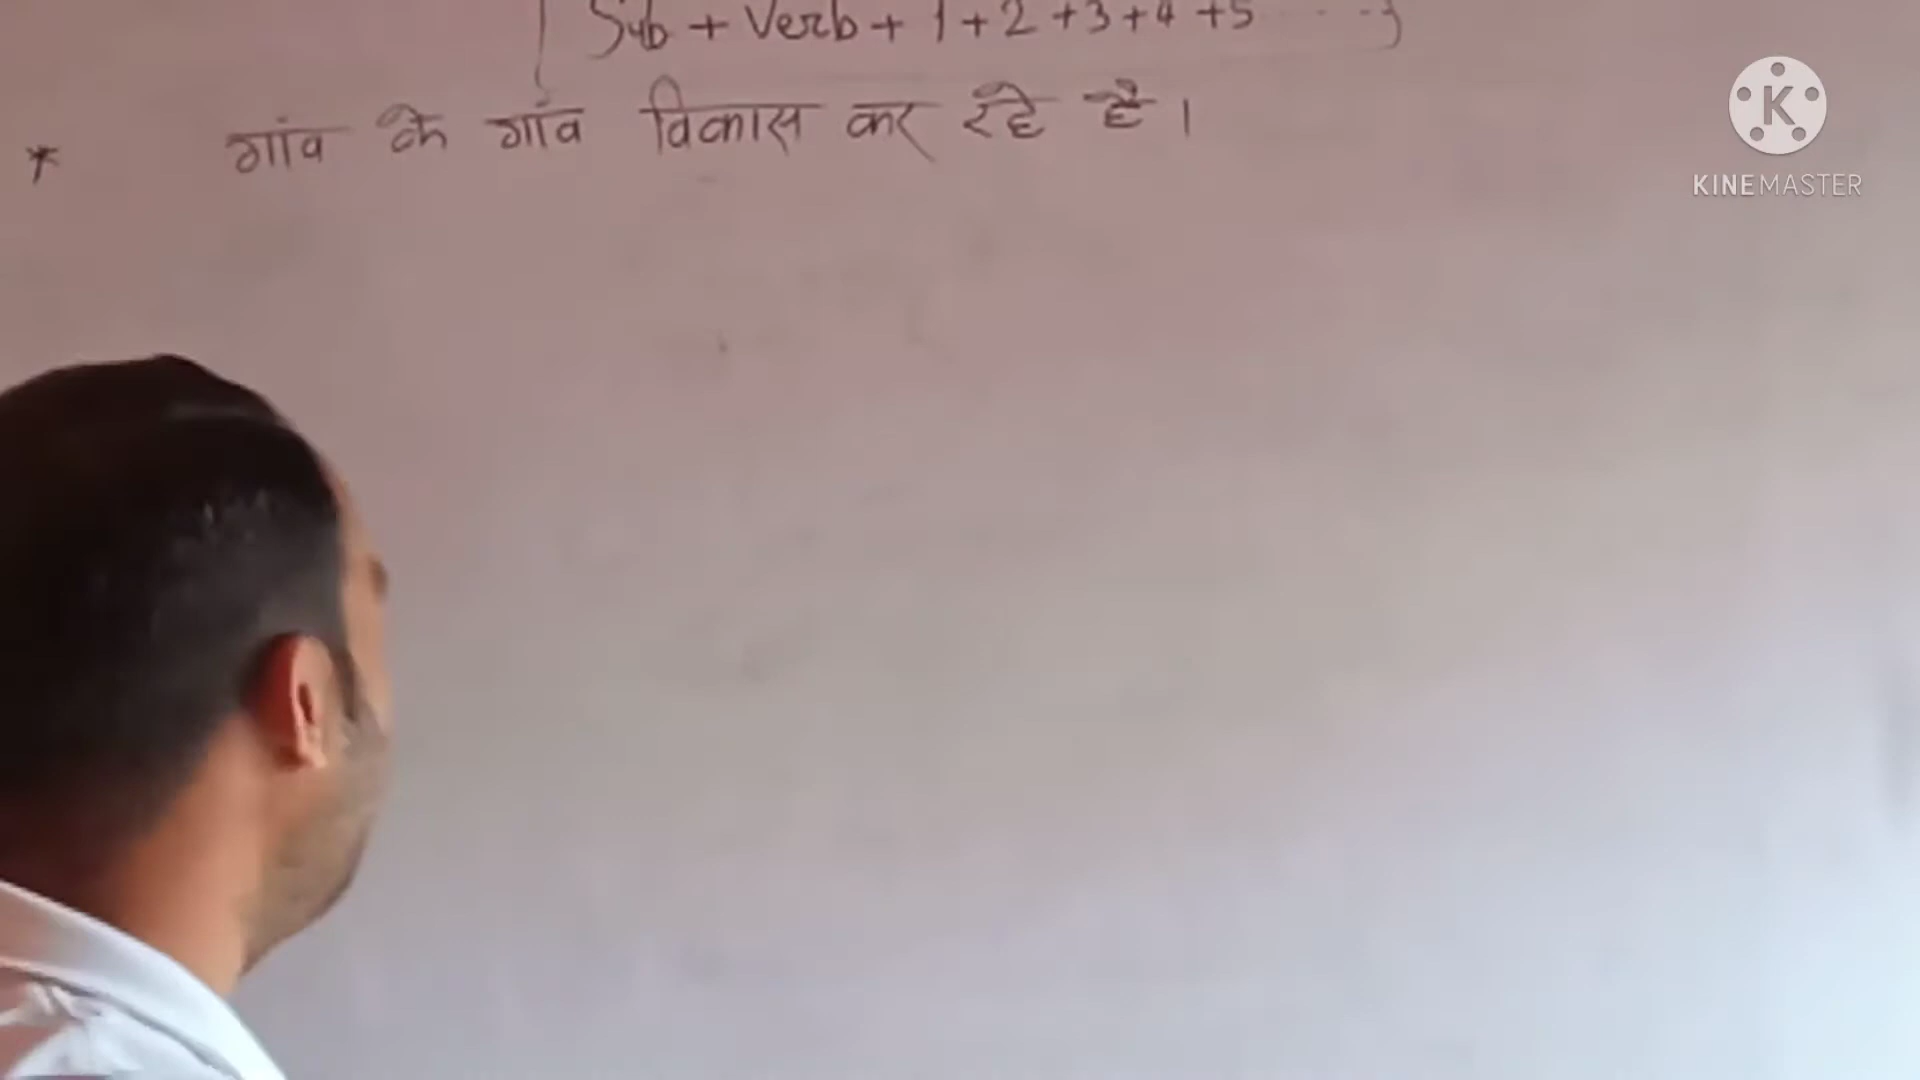 Sub + Verb + 1 + 2 + 3 + 4 + 5 ....}
* गांव के गाँव विकास कर रहे हैं ।
K
KINEMASTER